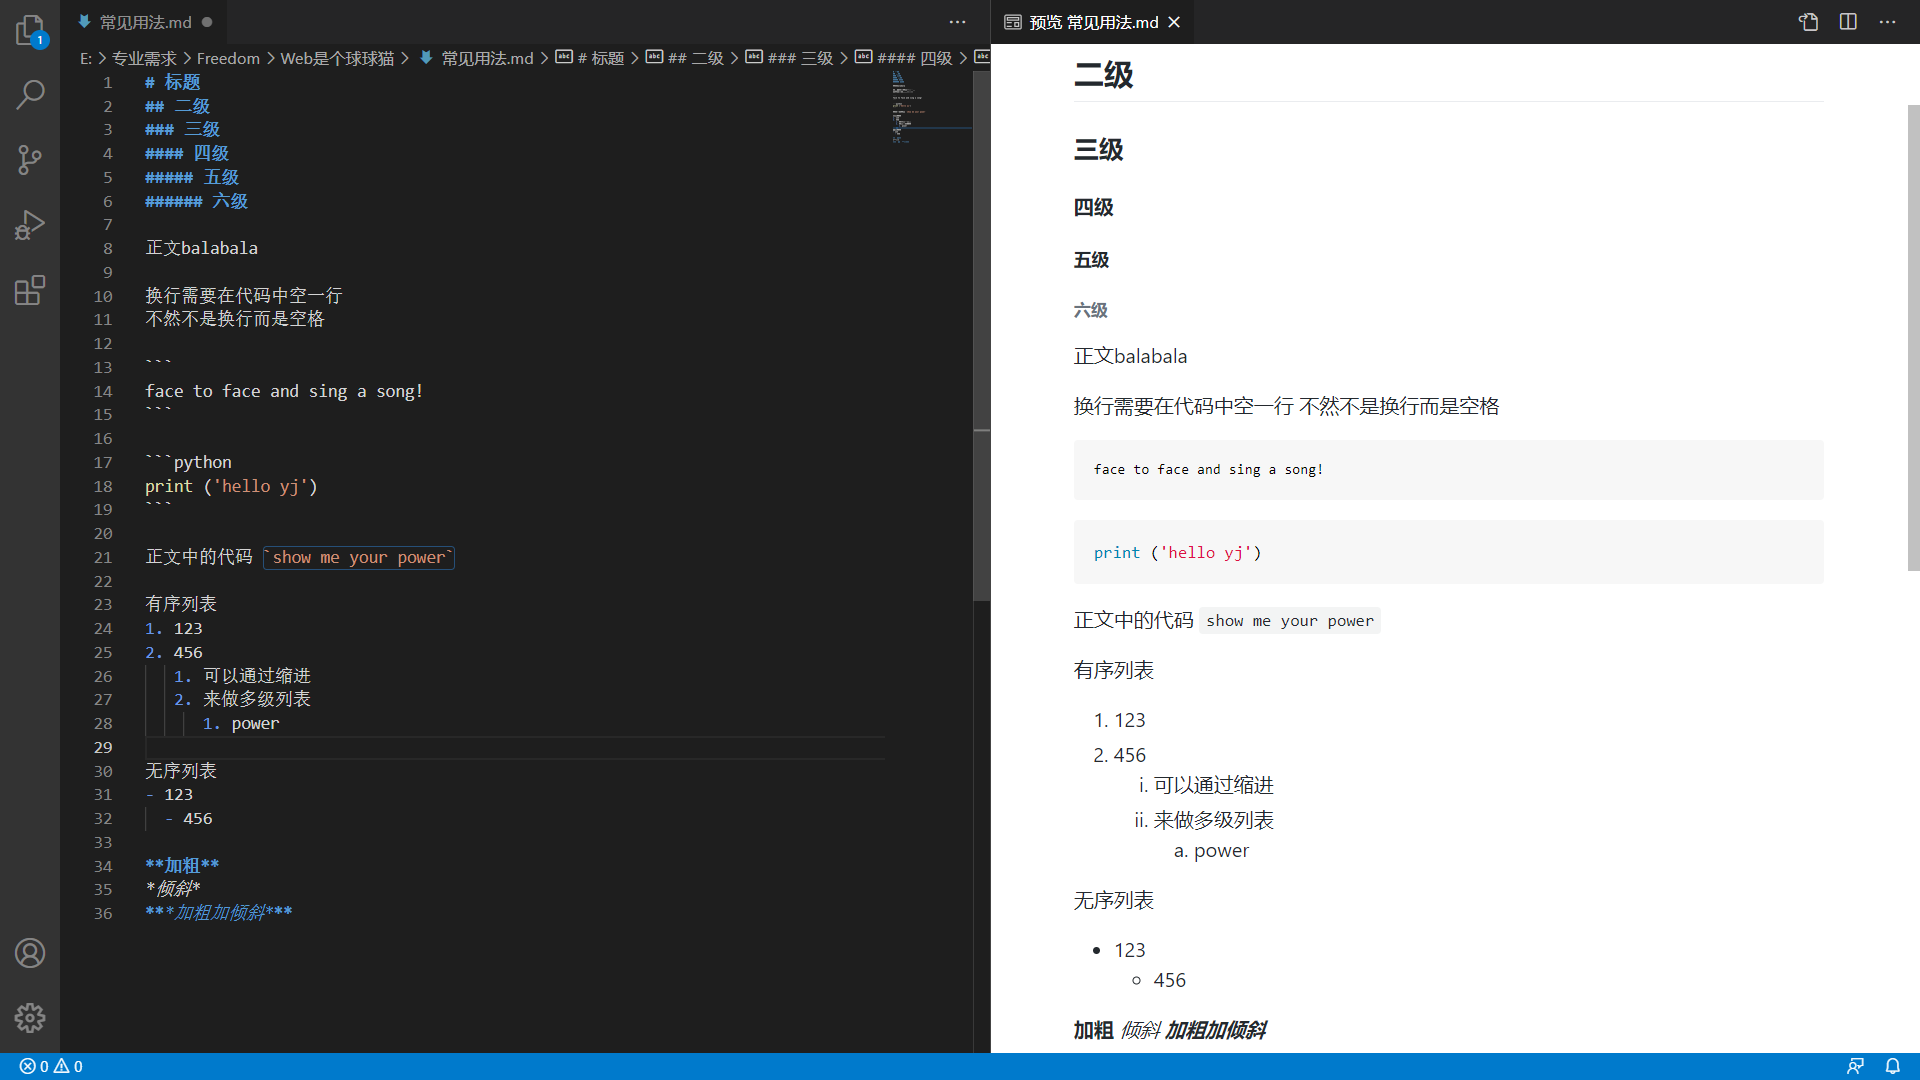 常见用法.md
预览 常见用法.md
E: > 专业需求 > Freedom > Web是个球球猫 > 常见用法.md > # 标题 > ## 二级 > ### 三级 > #### 四级 >
1
1 # 标题
2 ## 二级
3 ### 三级
4 #### 四级
5 ##### 五级
6 ###### 六级
7
8 正文balabala
9
10 换行需要在代码中空一行
11 不然不是换行而是空格
12
13 ```
14 face to face and sing a song!
15 ```
16
17 ```python
18 print ('hello yj')
19 ```
20
21 正文中的代码 `show me your power`
22
23 有序列表
24 1. 123
25 2. 456
26 1. 可以通过缩进
27 2. 来做多级列表
28 1. power
29
30 无序列表
31 - 123
32 - 456
33
34 **加粗**
35 *倾斜*
36 ***加粗加倾斜***
二级
三级
四级
五级
六级
正文balabala
换行需要在代码中空一行 不然不是换行而是空格
face to face and sing a song!
print ('hello yj')
正文中的代码 show me your power
有序列表
1. 123
2. 456
i. 可以通过缩进
ii. 来做多级列表
a. power
无序列表
• 123
◦ 456
加粗 倾斜 加粗加倾斜
0 0